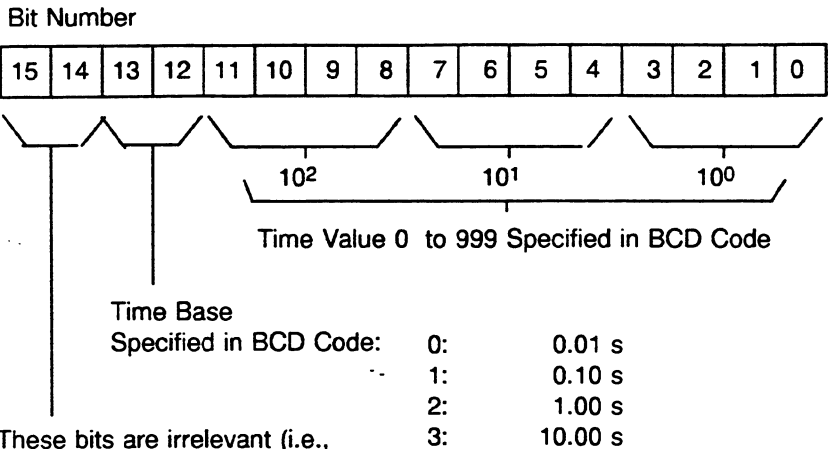 Bit Number
15 14 13 12 11 10 9 8 7 6 5 4 3 2 1 0
10² 10¹ 10⁰
Time Value 0 to 999 Specified in BCD Code
Time Base
Specified in BCD Code: 0: 0.01 s
1: 0.10 s
2: 1.00 s
These bits are irrelevant (i.e., 3: 10.00 s